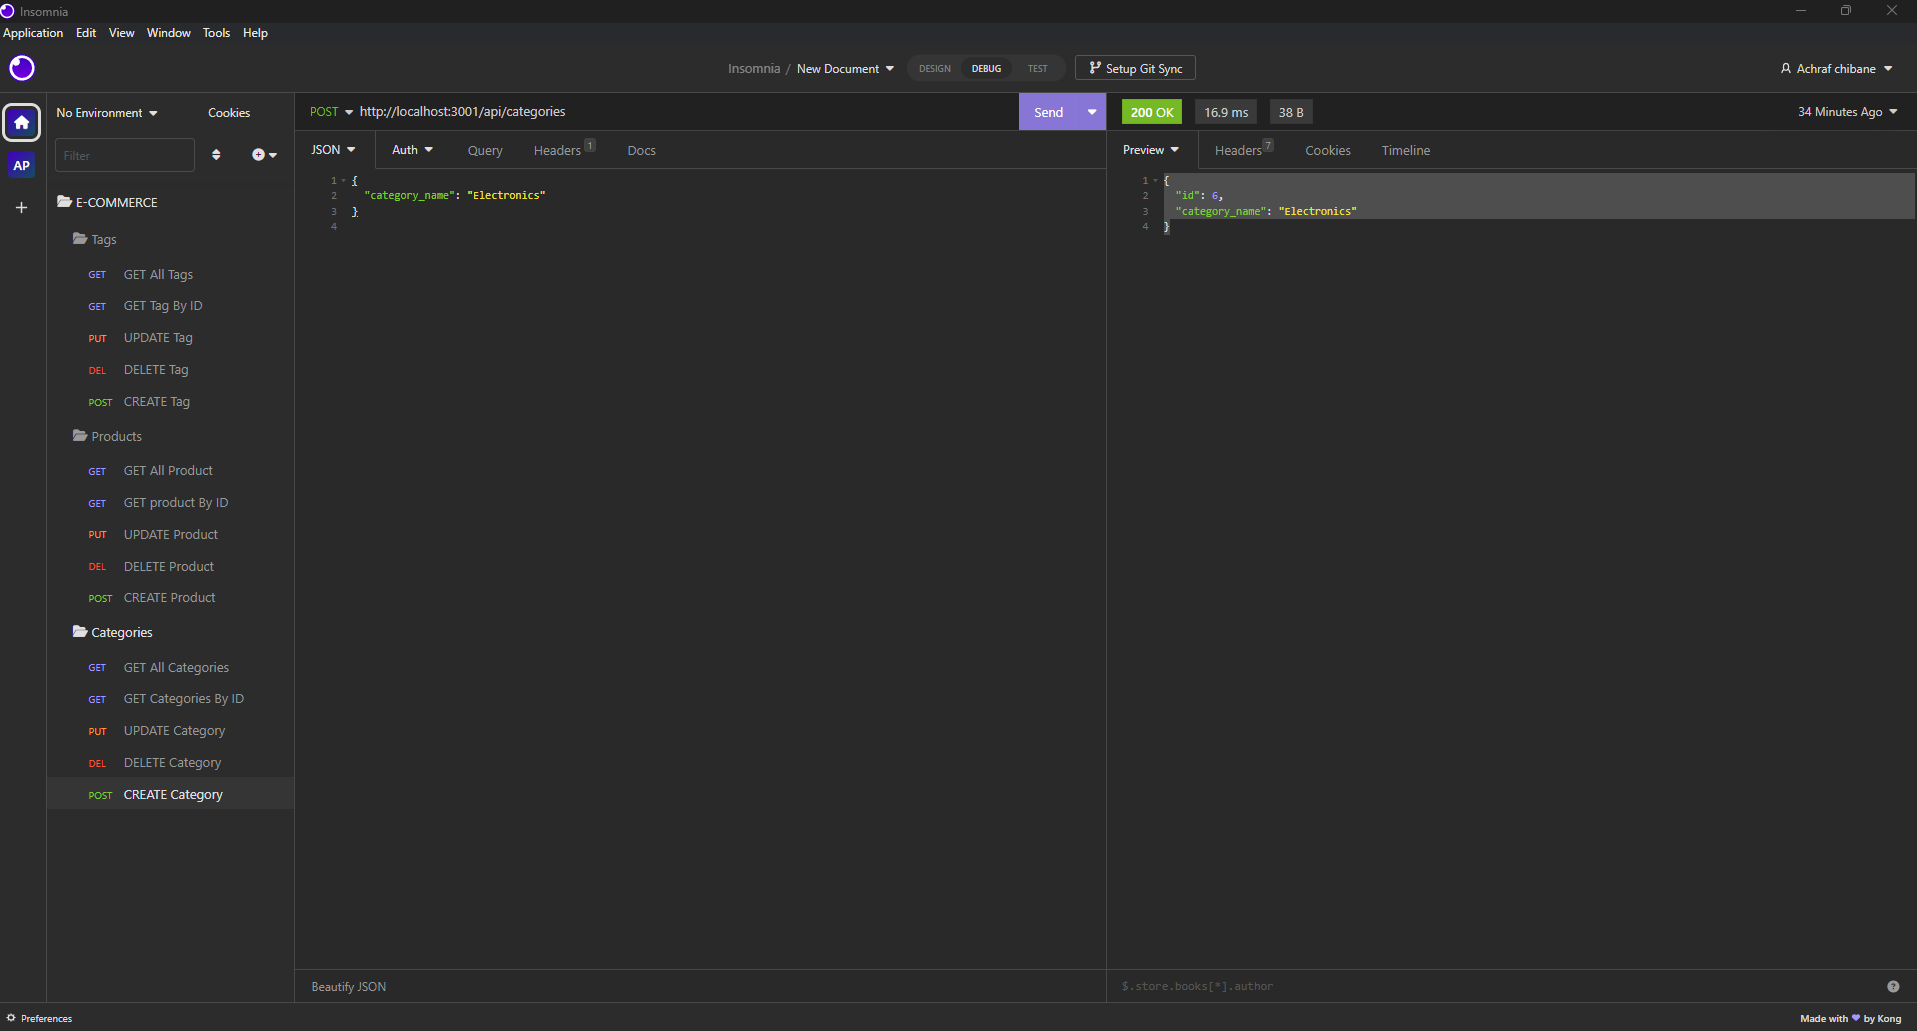 Insomnia
Application Edit View Window Tools Help
Insomnia / New Document DESIGN DEBUG TEST Setup Git Sync Achraf chibane
No Environment Cookies
POST http://localhost:3001/api/categories Send 200 OK 16.9 ms 38 B 34 Minutes Ago
Filter
JSON Auth Query Headers 1 Docs
Preview Headers 7 Cookies Timeline
AP
E-COMMERCE
Tags
GET GET All Tags
GET GET Tag By ID
PUT UPDATE Tag
DEL DELETE Tag
POST CREATE Tag
Products
GET GET All Product
GET GET product By ID
PUT UPDATE Product
DEL DELETE Product
POST CREATE Product
Categories
GET GET All Categories
GET GET Categories By ID
PUT UPDATE Category
DEL DELETE Category
POST CREATE Category
1 {
2 "category_name": "Electronics"
3 }
4
1 {
2 "id": 6,
3 "category_name": "Electronics"
4 }
Beautify JSON
$.store.books[*].author
Preferences
Made with ♥ by Kong